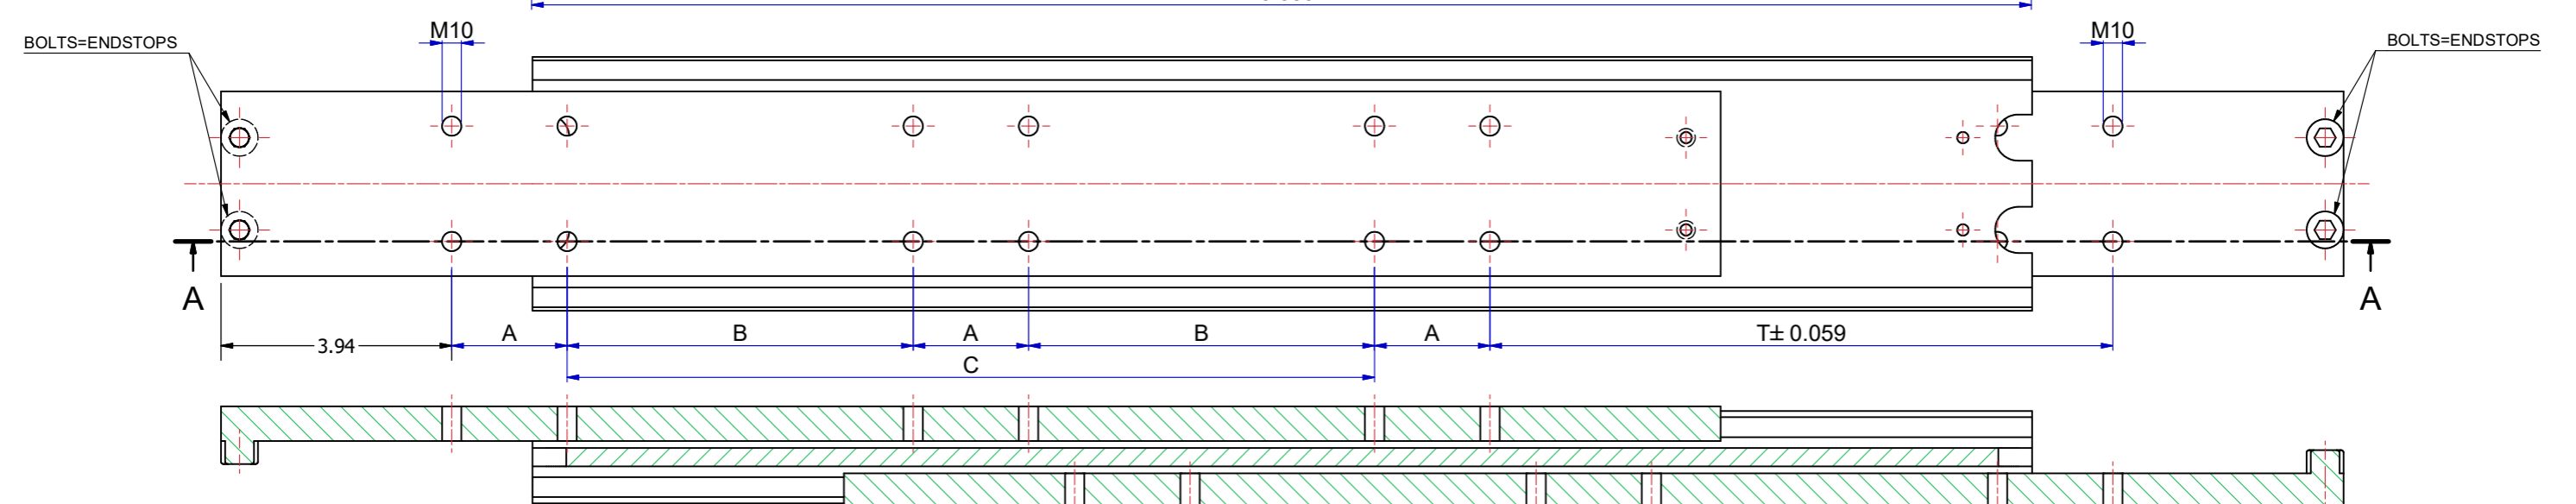 M10
M10
BOLTS=ENDSTOPS
BOLTS=ENDSTOPS
A
A
3.94
A
B
A
B
A
T± 0.059
C